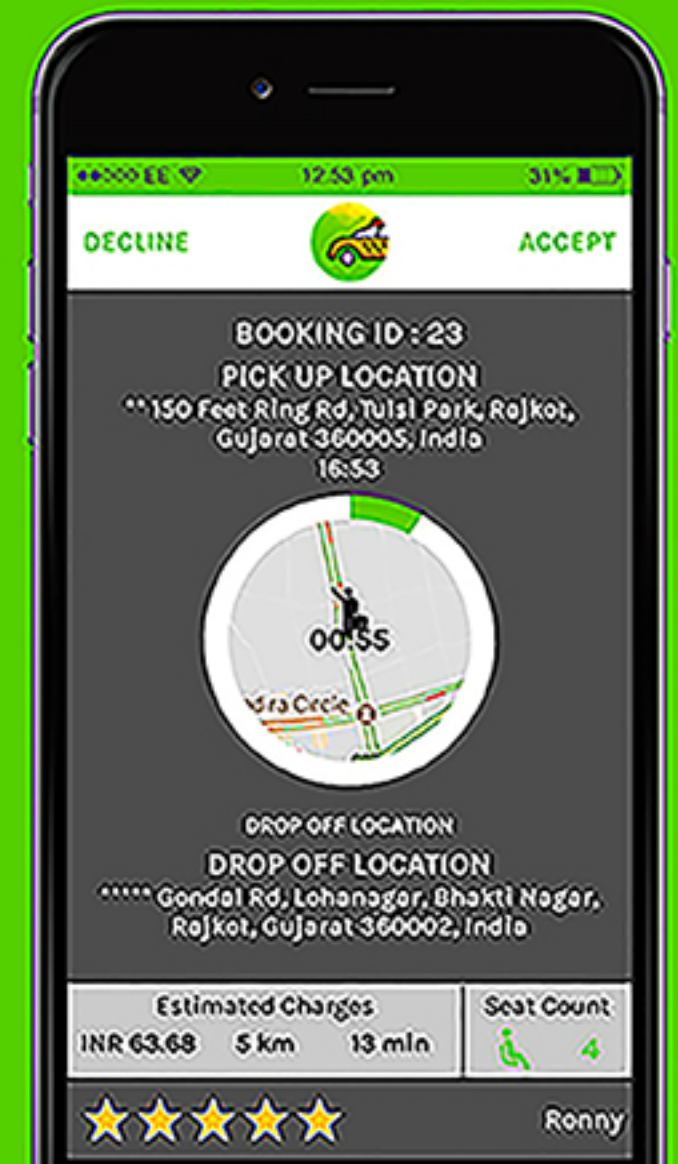 EE 12:53 pm 31%
DECLINE ACCEPT
BOOKING ID : 23
PICK UP LOCATION
**150 Feet Ring Rd, Tulsi Park, Rajkot,
Gujarat 360005, India
16:53
00:55
dira Circle
DROP OFF LOCATION
DROP OFF LOCATION
***** Gondal Rd, Lohanagar, Bhakti Nagar,
Rajkot, Gujarat 360002, India
Estimated Charges Seat Count
INR 63.68 5 km 13 min 4
Ronny